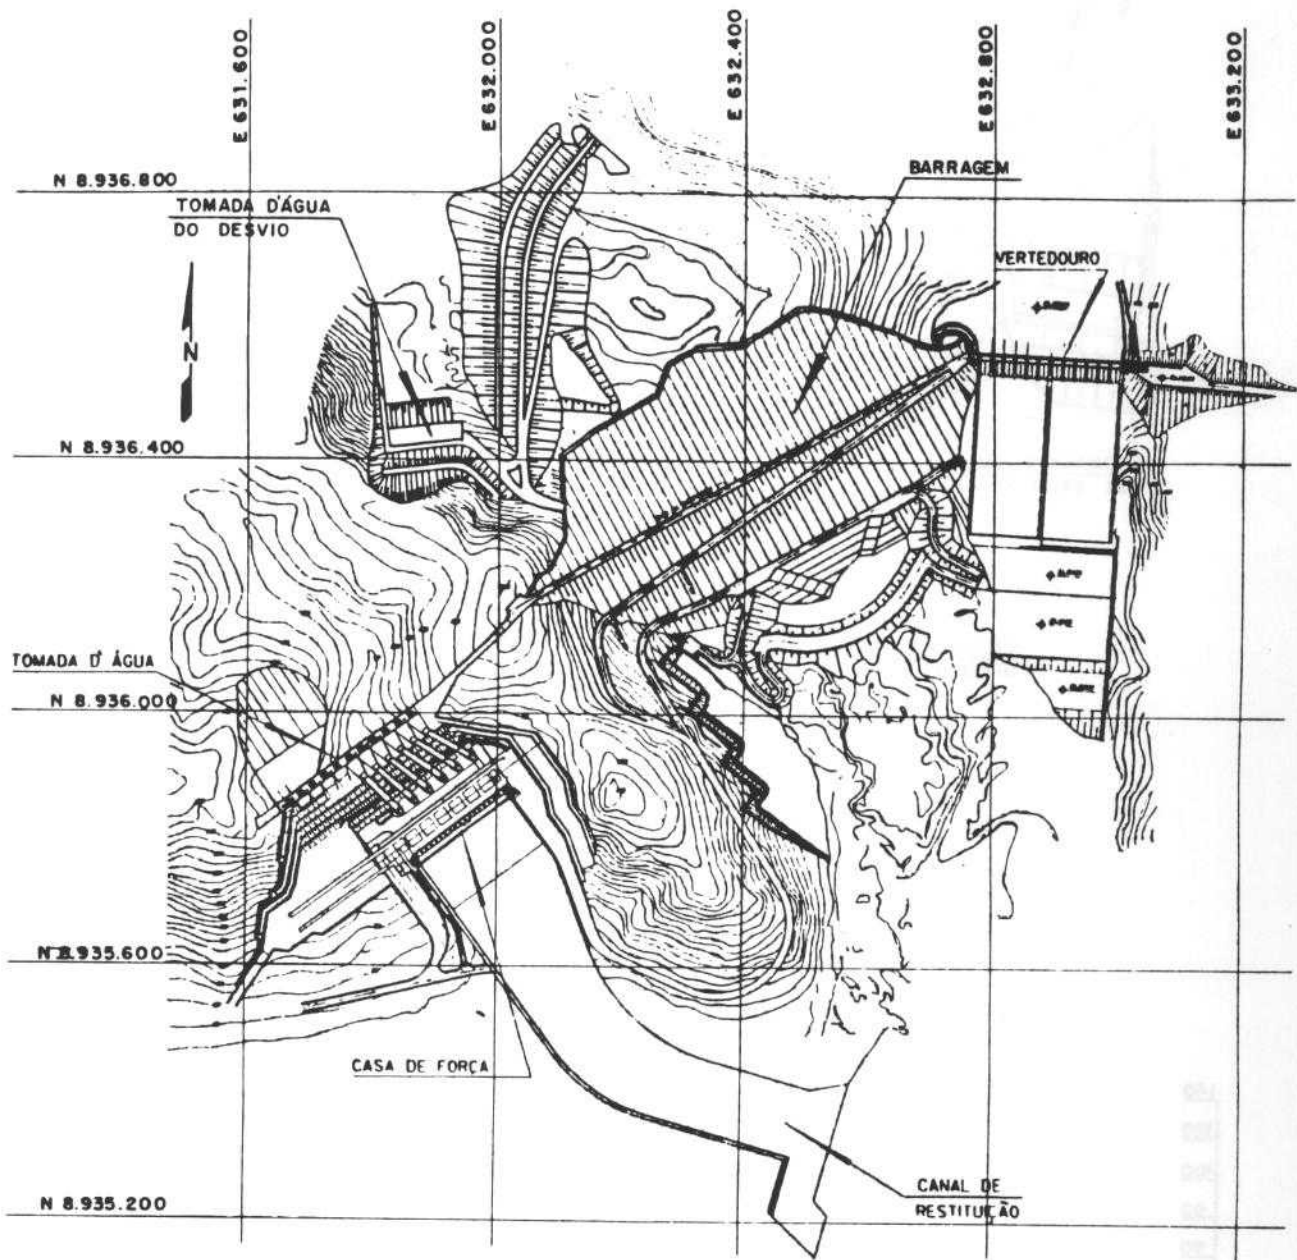 E 631.600
E 632.000
E 632.400
E 632.800
E 633.200
N 8.936.800
BARRAGEM
TOMADA D'ÁGUA
DO DESVIO
VERTEDOURO
N
N 8.936.400
TOMADA D' ÁGUA
N 8.936.000
N 8.935.600
CASA DE FORÇA
CANAL DE
RESTITUÇÃO
N 8.935.200